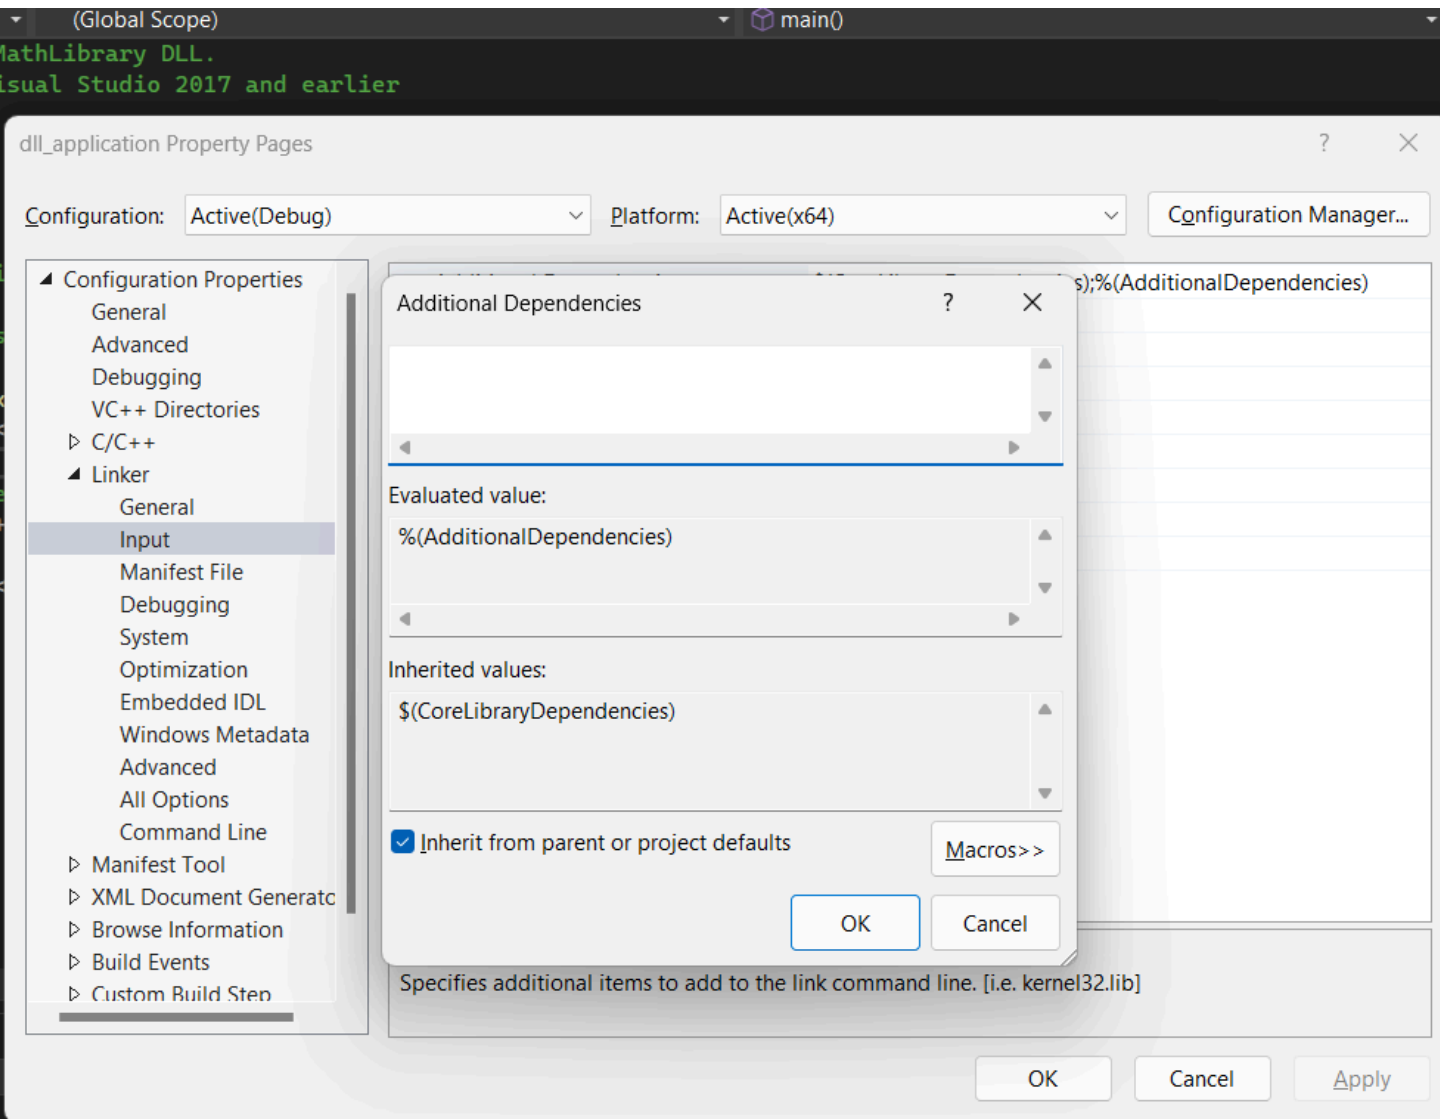 (Global Scope) main()
MathLibrary DLL.
isual Studio 2017 and earlier
dll_application Property Pages ?
Configuration: Active(Debug) Platform: Active(x64) Configuration Manager...
Configuration Properties
General
Advanced
Debugging
VC++ Directories
C/C++
Linker
General
Input
Manifest File
Debugging
System
Optimization
Embedded IDL
Windows Metadata
Advanced
All Options
Command Line
Manifest Tool
XML Document Generato
Browse Information
Build Events
Custom Build Step
s);%(AdditionalDependencies)
Additional Dependencies ?
Evaluated value:
%(AdditionalDependencies)
Inherited values:
$(CoreLibraryDependencies)
Inherit from parent or project defaults
Macros>>
OK Cancel
Specifies additional items to add to the link command line. [i.e. kernel32.lib]
OK Cancel Apply